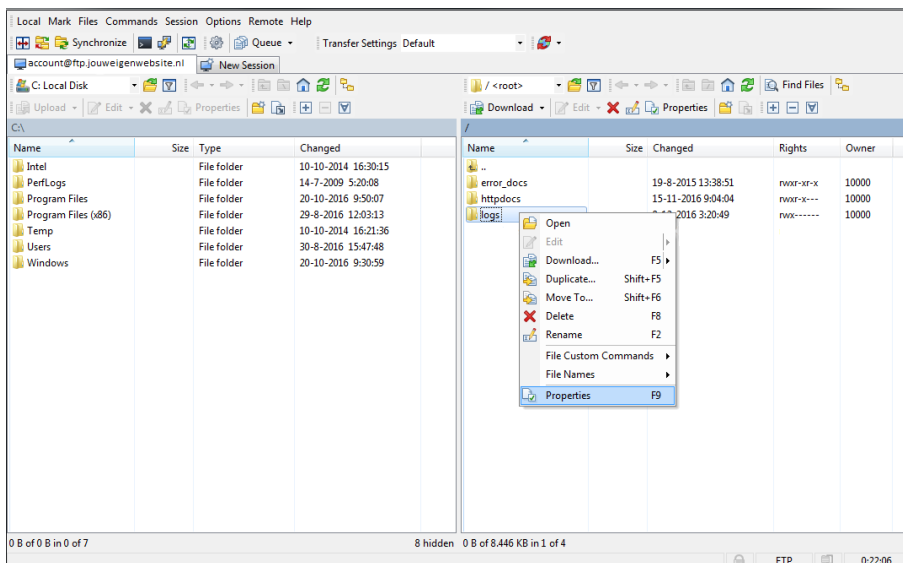 Local Mark Files Commands Session Options Remote Help
Synchronize Queue Transfer Settings Default
account@ftp.jouweigenwebsite.nl New Session
C: Local Disk / <root> Find Files
Upload Edit Properties Download Edit Properties
C:\ /
Name Size Type Changed Name Size Changed Rights Owner
Intel File folder 10-10-2014 16:30:15 ..
PerfLogs File folder 14-7-2009 5:20:08 error_docs 19-8-2015 13:38:51 rwxr-xr-x 10000
Program Files File folder 20-10-2016 9:50:07 httpdocs 15-11-2016 9:04:04 rwxr-x--- 10000
Program Files (x86) File folder 29-8-2016 12:03:13 logs 2016 3:20:49 rwx------ 10000
Temp File folder 10-10-2014 16:21:36
Users File folder 30-8-2016 15:47:48
Windows File folder 20-10-2016 9:30:59
Open
Edit
Download... F5
Duplicate... Shift+F5
Move To... Shift+F6
Delete F8
Rename F2
File Custom Commands
File Names
Properties F9
0 B of 0 B in 0 of 7 8 hidden 0 B of 8.446 KB in 1 of 4
FTP 0:22:06